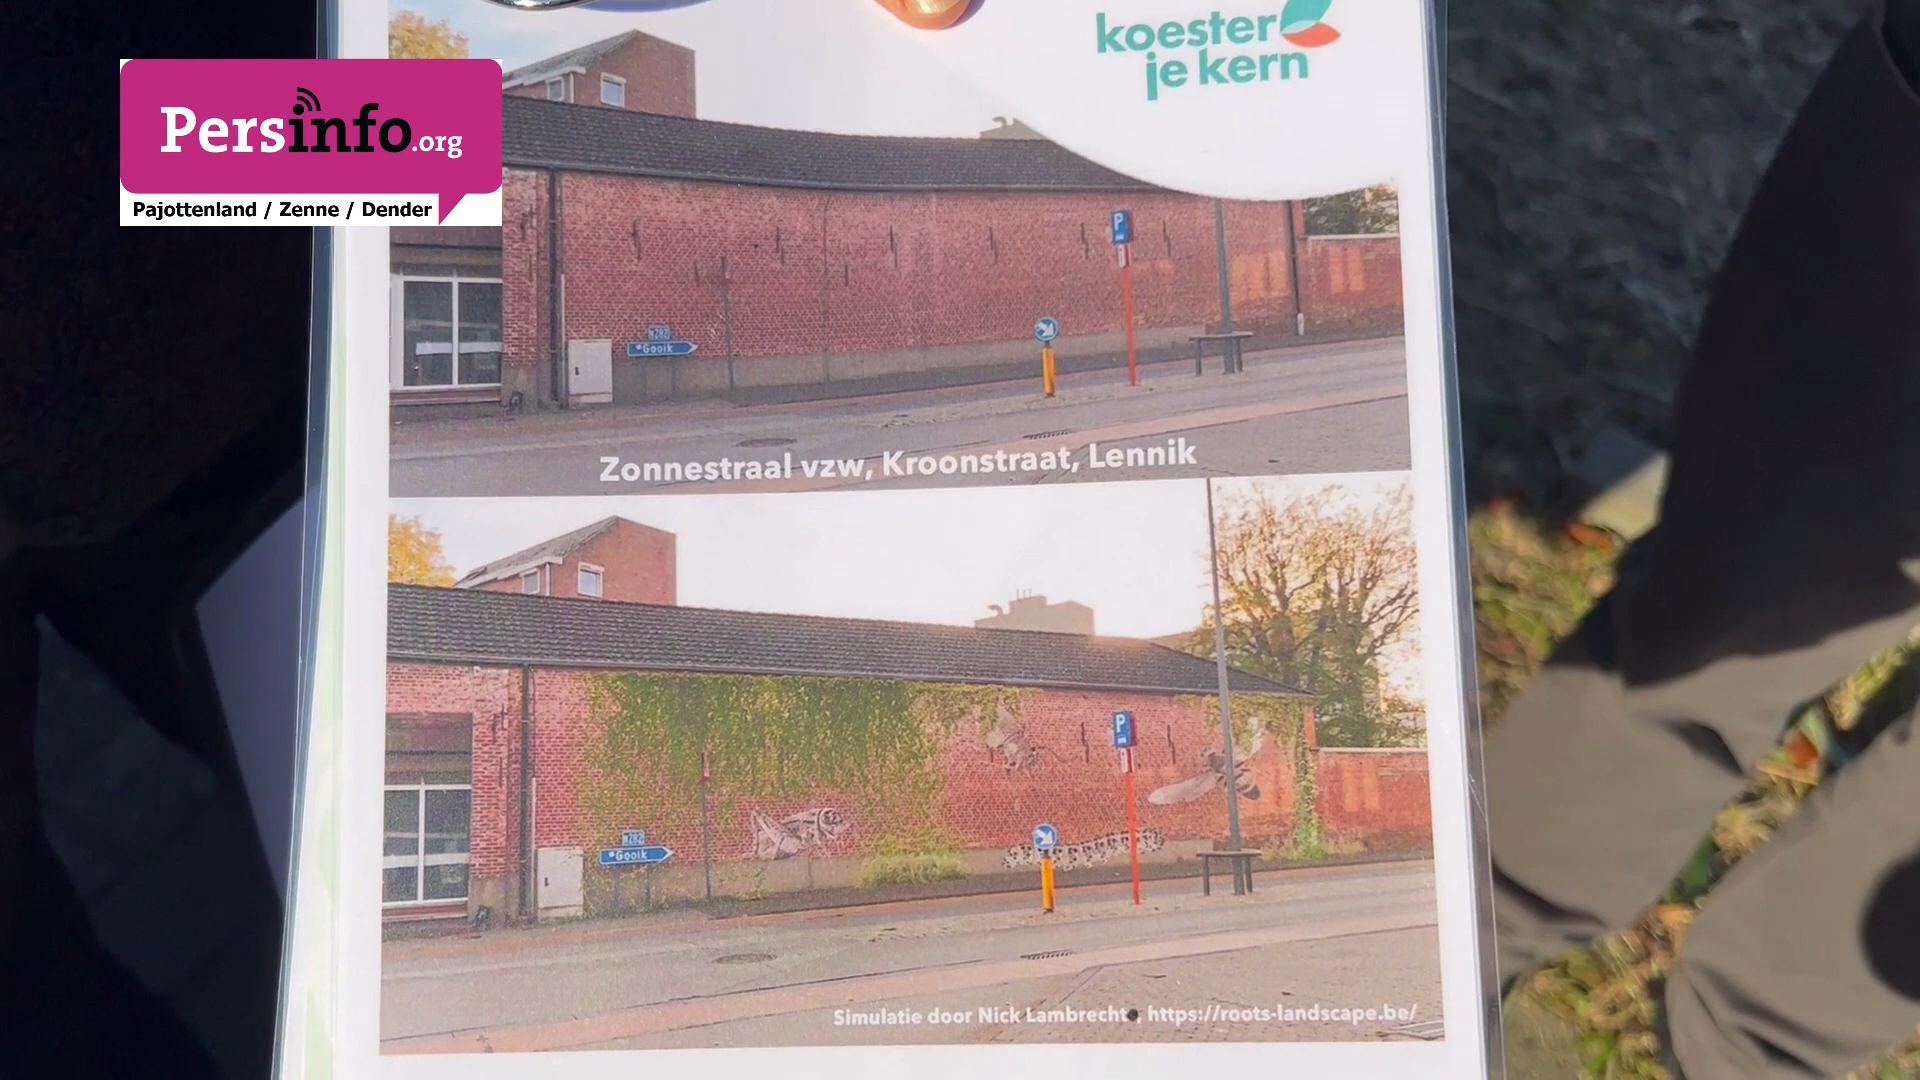 koester
je kern
Persinfo.org
Pajottenland / Zenne / Dender
P
N282
Gooik
Zonnestraal vzw, Kroonstraat, Lennik
P
N282
Gooik
Simulatie door Nick Lambrecht , https://roots-landscape.be/